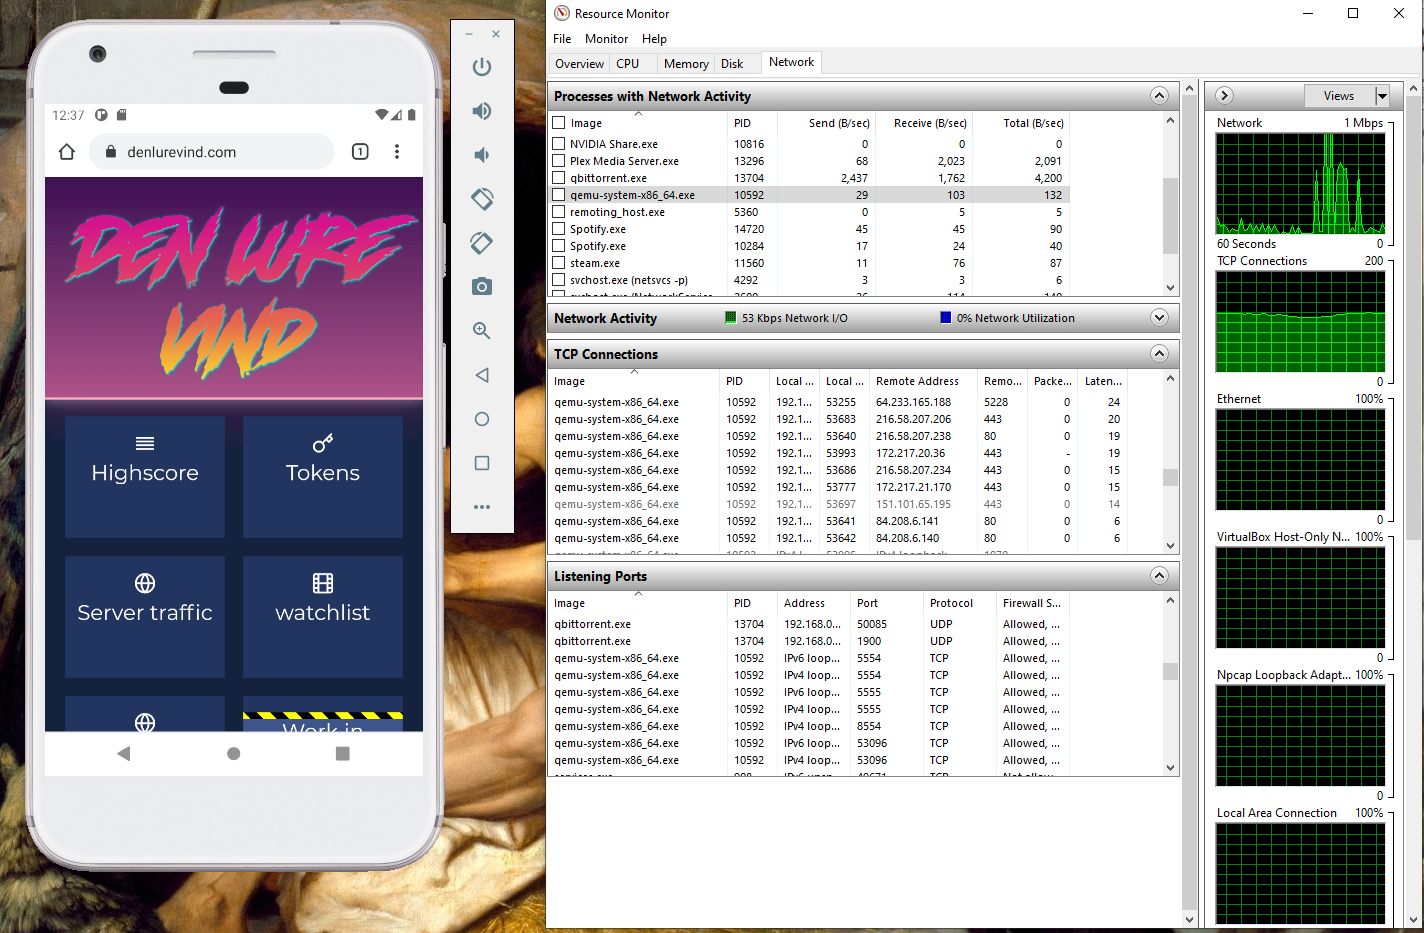 12:37
denlurevind.com
1
DEN LURE
VIND
Highscore
Tokens
Server traffic
watchlist
Work in
Resource Monitor
File Monitor Help
Overview CPU Memory Disk Network
Processes with Network Activity
Image PID Send (B/sec) Receive (B/sec) Total (B/sec)
NVIDIA Share.exe 10816 0 0 0
Plex Media Server.exe 13296 68 2,023 2,091
qbittorrent.exe 13704 2,437 1,762 4,200
qemu-system-x86_64.exe 10592 29 103 132
remoting_host.exe 5360 0 5 5
Spotify.exe 14720 45 45 90
Spotify.exe 10284 17 24 40
steam.exe 11560 11 76 87
svchost.exe (netsvcs -p) 4292 3 3 6
Network Activity 53 Kbps Network I/O 0% Network Utilization
TCP Connections
Image PID Local ... Local ... Remote Address Remo... Packe... Laten...
qemu-system-x86_64.exe 10592 192.1... 53255 64.233.165.188 5228 0 24
qemu-system-x86_64.exe 10592 192.1... 53683 216.58.207.206 443 0 20
qemu-system-x86_64.exe 10592 192.1... 53640 216.58.207.238 80 0 19
qemu-system-x86_64.exe 10592 192.1... 53993 172.217.20.36 443 - 19
qemu-system-x86_64.exe 10592 192.1... 53686 216.58.207.234 443 0 15
qemu-system-x86_64.exe 10592 192.1... 53777 172.217.21.170 443 0 15
qemu-system-x86_64.exe 10592 192.1... 53697 151.101.65.195 443 0 14
qemu-system-x86_64.exe 10592 192.1... 53641 84.208.6.141 80 0 6
qemu-system-x86_64.exe 10592 192.1... 53642 84.208.6.140 80 0 6
Listening Ports
Image PID Address Port Protocol Firewall S...
qbittorrent.exe 13704 192.168.0... 50085 UDP Allowed, ...
qbittorrent.exe 13704 192.168.0... 1900 UDP Allowed, ...
qemu-system-x86_64.exe 10592 IPv6 loop... 5554 TCP Allowed, ...
qemu-system-x86_64.exe 10592 IPv4 loop... 5554 TCP Allowed, ...
qemu-system-x86_64.exe 10592 IPv6 loop... 5555 TCP Allowed, ...
qemu-system-x86_64.exe 10592 IPv4 loop... 5555 TCP Allowed, ...
qemu-system-x86_64.exe 10592 IPv4 loop... 8554 TCP Allowed, ...
qemu-system-x86_64.exe 10592 IPv6 loop... 53096 TCP Allowed, ...
qemu-system-x86_64.exe 10592 IPv4 loop... 53096 TCP Allowed, ...
Views
Network 1 Mbps
60 Seconds 0
TCP Connections 200
0
Ethernet 100%
0
VirtualBox Host-Only N... 100%
0
Npcap Loopback Adapt... 100%
0
Local Area Connection 100%